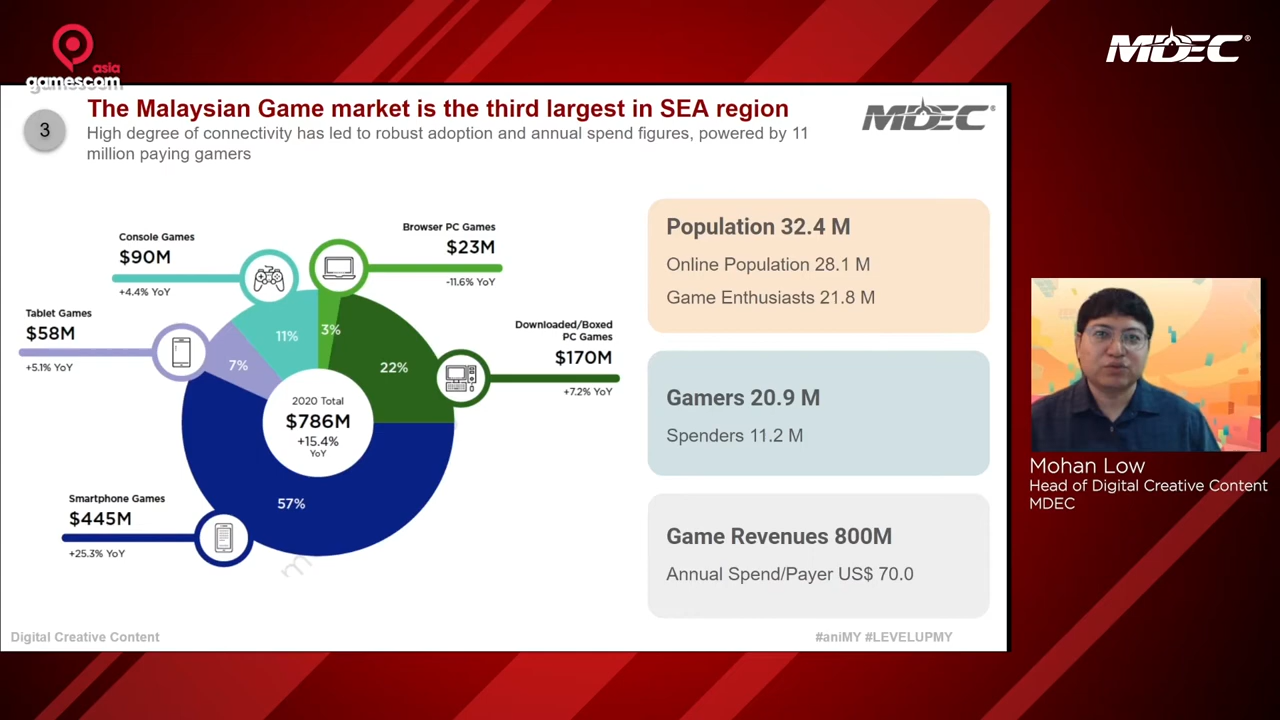 asia
gamescom
MDEC®
3
The Malaysian Game market is the third largest in SEA region
High degree of connectivity has led to robust adoption and annual spend figures, powered by 11
million paying gamers
MDEC®
Console Games
$90M
+4.4% YoY
Browser PC Games
$23M
-11.6% YoY
Tablet Games
$58M
+5.1% YoY
Downloaded/Boxed
PC Games
$170M
+7.2% YoY
11%
3%
7%
22%
2020 Total
$786M
+15.4%
YoY
57%
Smartphone Games
$445M
+25.3% YoY
Population 32.4 M
Online Population 28.1 M
Game Enthusiasts 21.8 M
Gamers 20.9 M
Spenders 11.2 M
Game Revenues 800M
Annual Spend/Payer US$ 70.0
Mohan Low
Head of Digital Creative Content
MDEC
Digital Creative Content
#aniMY #LEVELUPMY